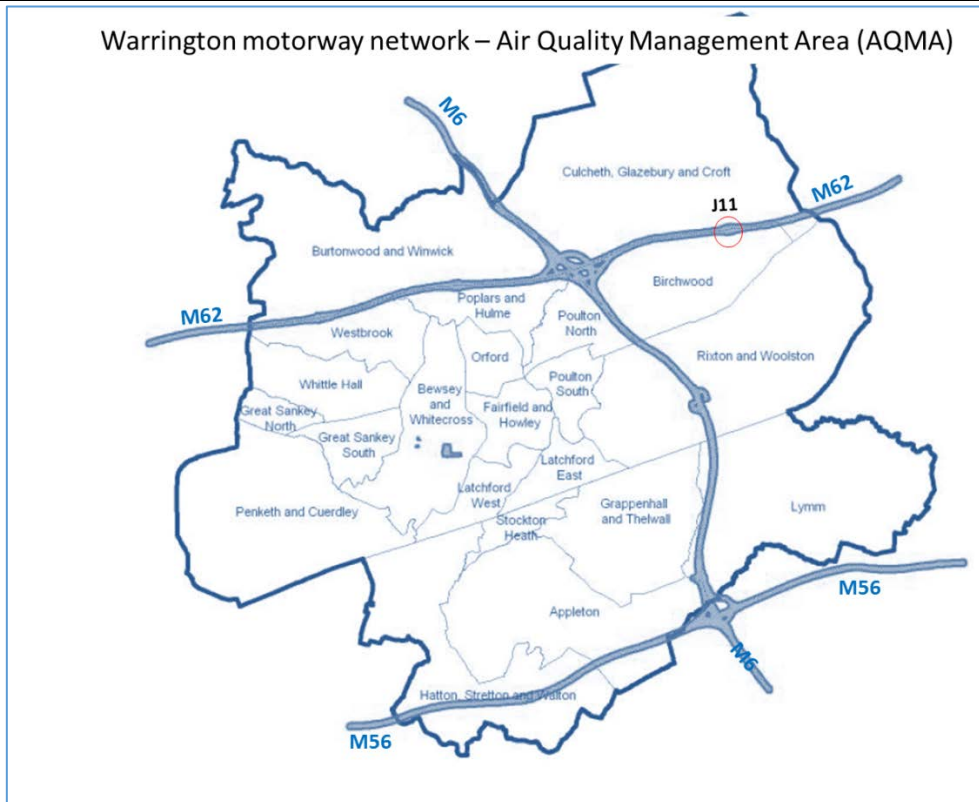 Warrington motorway network – Air Quality Management Area (AQMA)
M6
Culcheth, Glazebury and Croft
M62
J11
Burtonwood and Winwick
Birchwood
M62
Poplars and
Hulme
Poulton
North
Westbrook
Orford
Rixton and Woolston
Whittle Hall
Bewsey
and
Whitecross
Poulton
South
Great Sankey
North
Fairfield and
Howley
Great Sankey
South
Latchford
East
Latchford
West
Penketh and Cuerdley
Stockton
Heath
Grappenhall
and Thelwall
Lymm
M56
Appleton
M6
Hatton, Stretton and Walton
M56